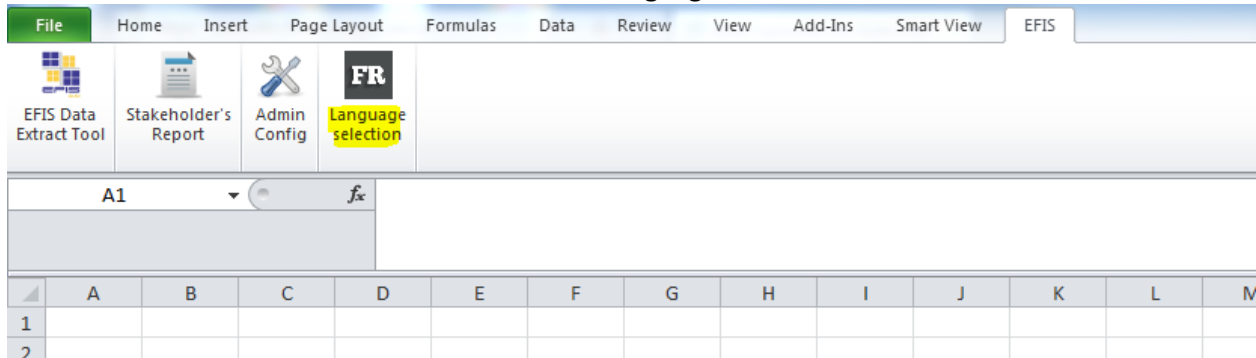 File Home Insert Page Layout Formulas Data Review View Add-Ins Smart View EFIS
FR
EFIS Data Stakeholder's Admin Language
Extract Tool Report Config selection
A1 fx
A B C D E F G H I J K L
1
2